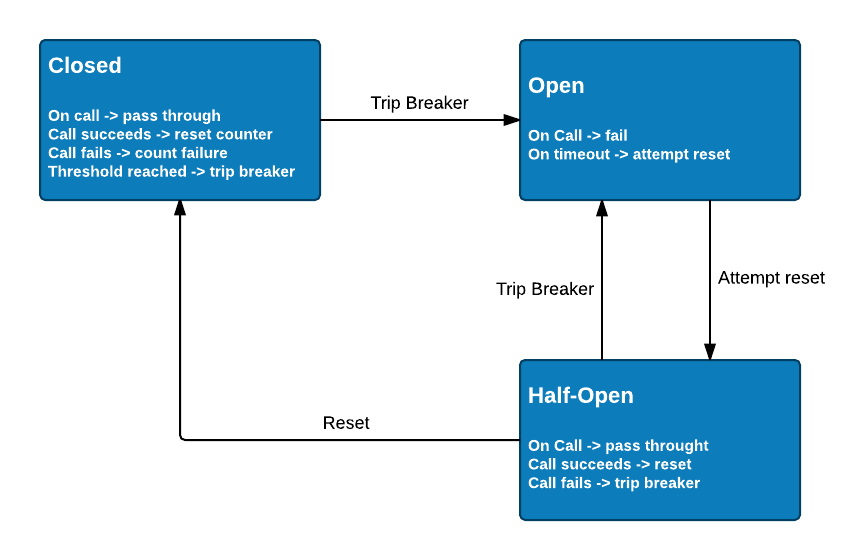 Closed
On call -> pass through
Call succeeds -> reset counter
Call fails -> count failure
Threshold reached -> trip breaker
Trip Breaker
Open
On Call -> fail
On timeout -> attempt reset
Trip Breaker
Attempt reset
Half-Open
On Call -> pass throught
Call succeeds -> reset
Call fails -> trip breaker
Reset